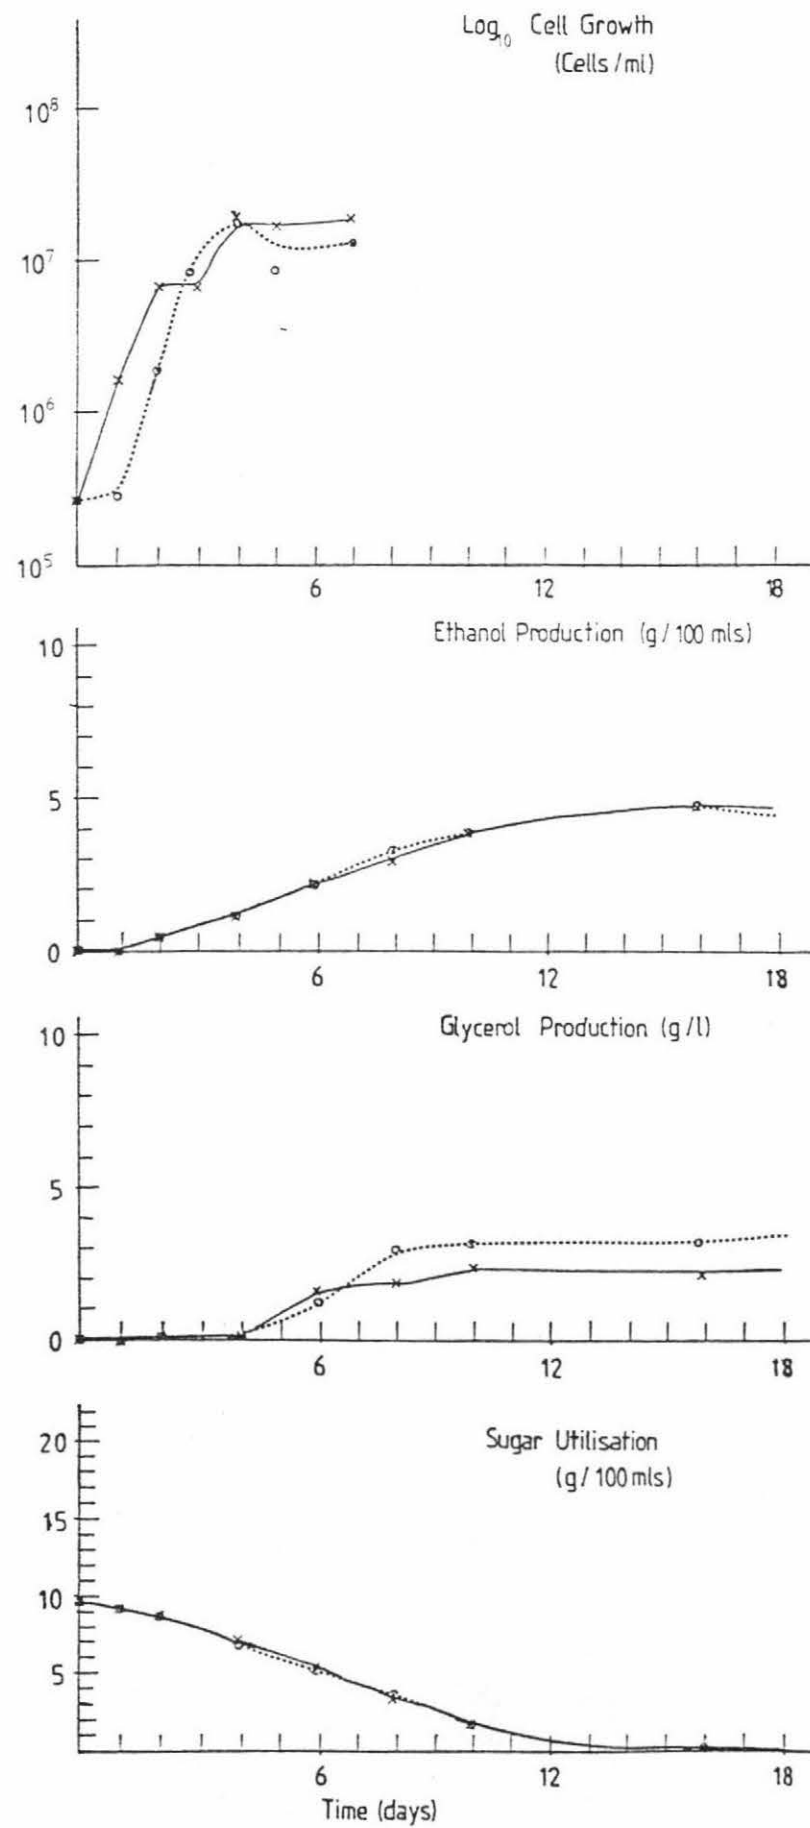 Log10 Cell Growth
(Cells/ml)
10^8
10^7
10^6
10^5
6 12 18
Ethanol Production (g/100 mls)
10
5
0
6 12 18
Glycerol Production (g/l)
10
5
0
6 12 18
Sugar Utilisation
(g/100mls)
20
15
10
5
6 12 18
Time (days)